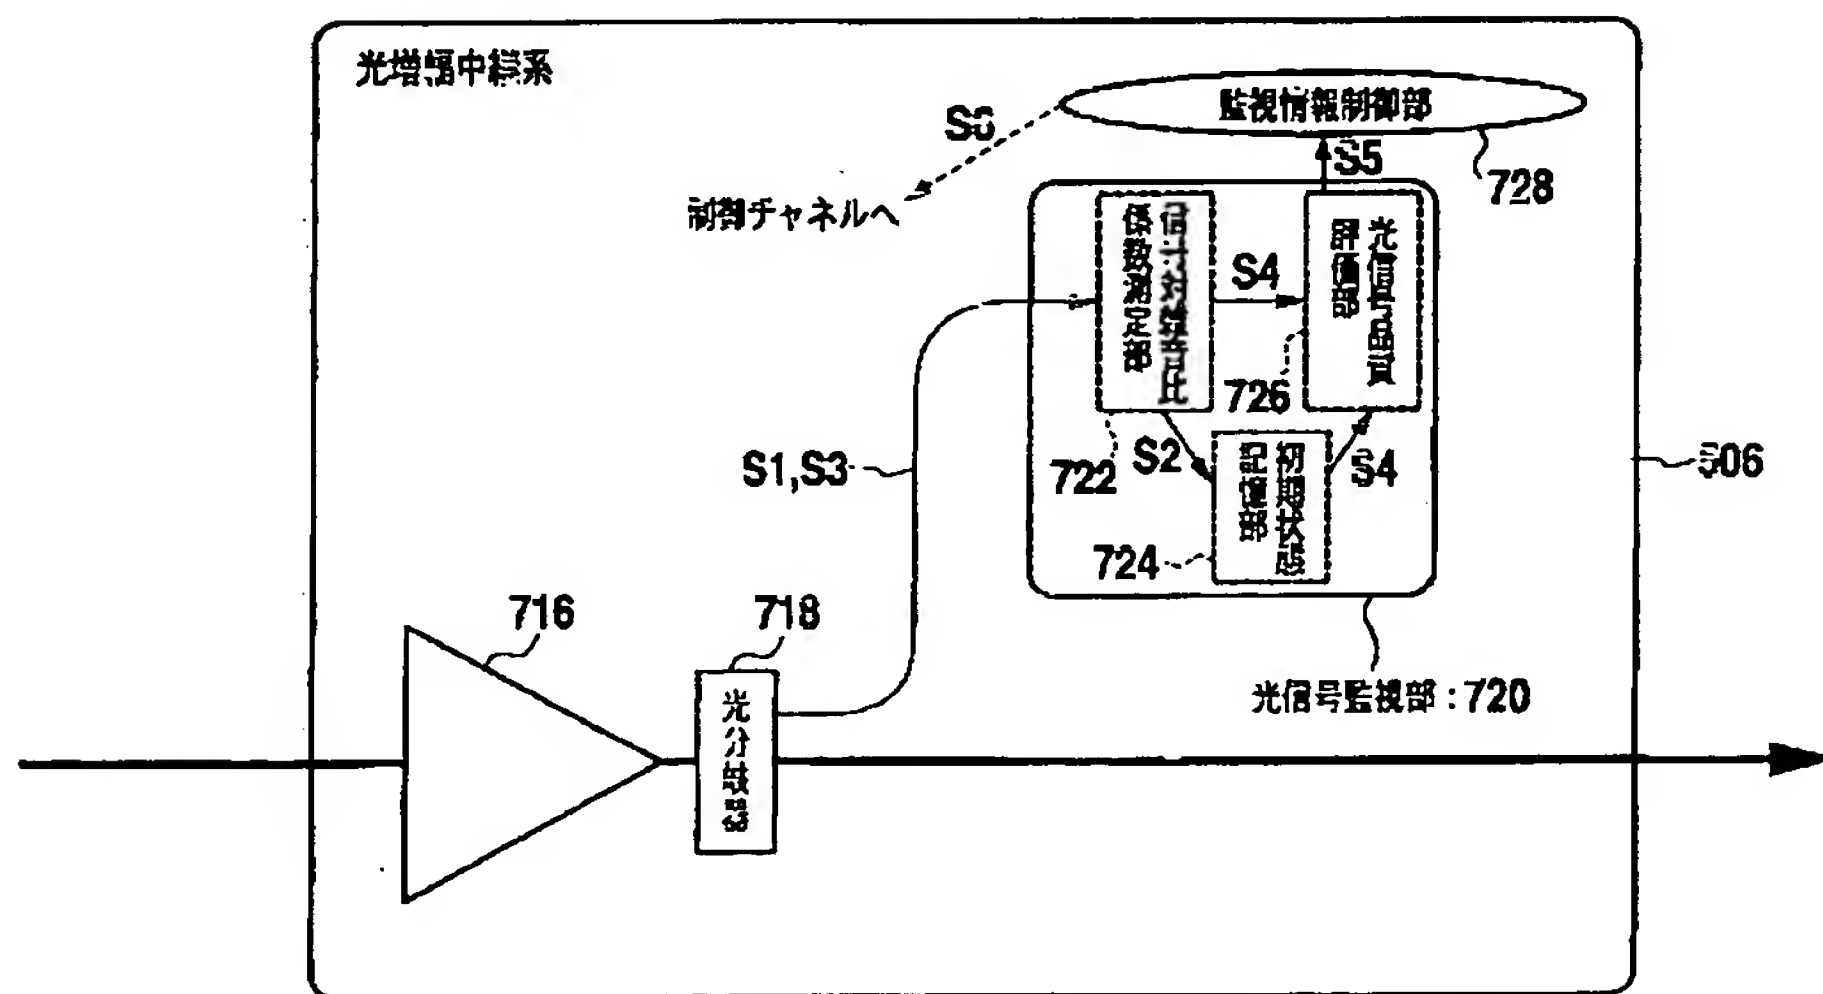 光増幅中継系
監視情報制御部
S6
S5
728
制御チャネルへ
信号対雑音比
係数測定部
光信号品質
評価部
S4
726
S1,S3
722
S2
初期状態
記憶部
S4
724
716
718
光分岐器
光信号監視部:720